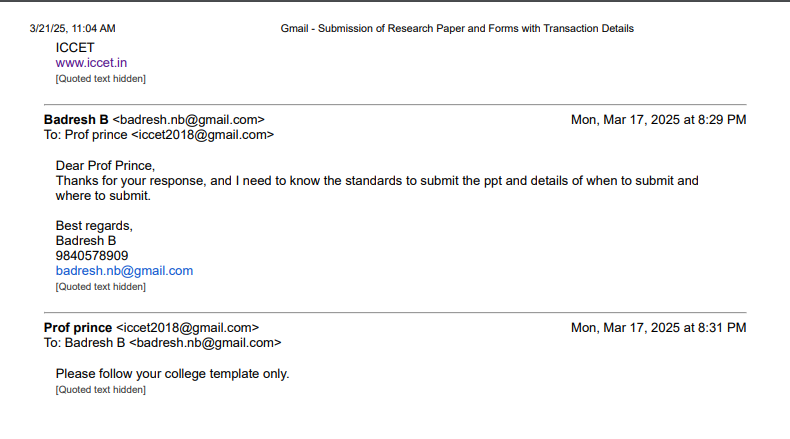 3/21/25, 11:04 AM Gmail - Submission of Research Paper and Forms with Transaction Details
ICCET
www.iccet.in
[Quoted text hidden]
Badresh B <badresh.nb@gmail.com> Mon, Mar 17, 2025 at 8:29 PM
To: Prof prince <iccet2018@gmail.com>
Dear Prof Prince,
Thanks for your response, and I need to know the standards to submit the ppt and details of when to submit and
where to submit.
Best regards,
Badresh B
9840578909
badresh.nb@gmail.com
[Quoted text hidden]
Prof prince <iccet2018@gmail.com> Mon, Mar 17, 2025 at 8:31 PM
To: Badresh B <badresh.nb@gmail.com>
Please follow your college template only.
[Quoted text hidden]